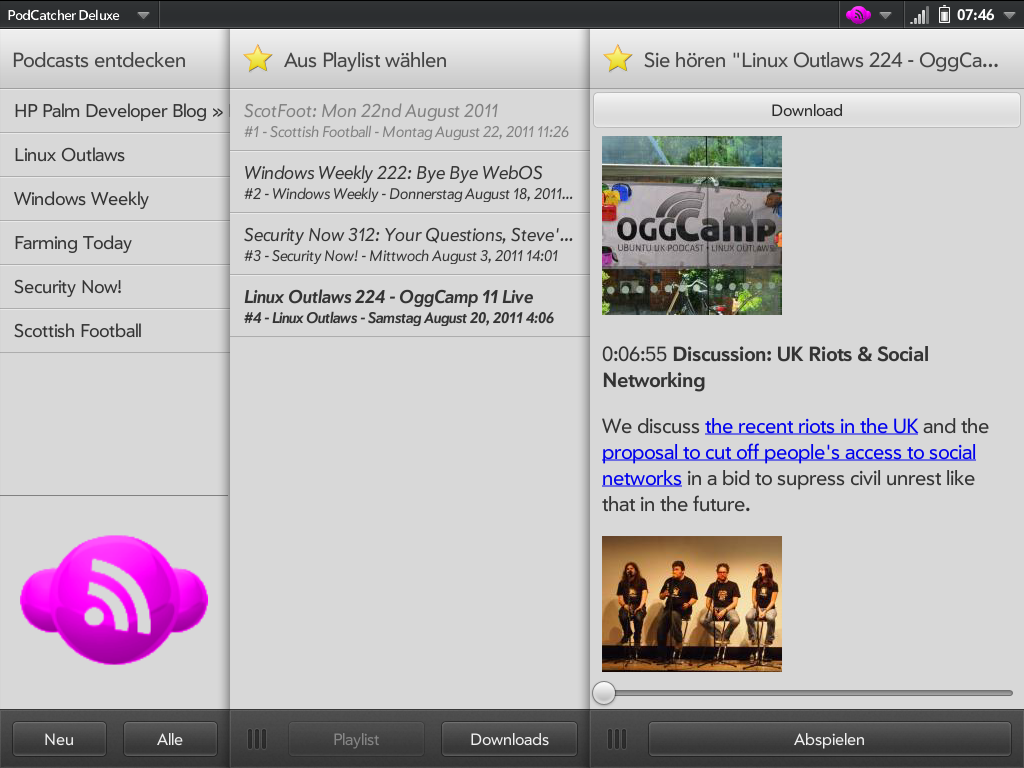 PodCatcher Deluxe
07:46
Podcasts entdecken
HP Palm Developer Blog »
Linux Outlaws
Windows Weekly
Farming Today
Security Now!
Scottish Football
Neu
Alle
Aus Playlist wählen
ScotFoot: Mon 22nd August 2011
#1 - Scottish Football - Montag August 22, 2011 11:26
Windows Weekly 222: Bye Bye WebOS
#2 - Windows Weekly - Donnerstag August 18, 2011...
Security Now 312: Your Questions, Steve'...
#3 - Security Now! - Mittwoch August 3, 2011 14:01
Linux Outlaws 224 - OggCamp 11 Live
#4 - Linux Outlaws - Samstag August 20, 2011 4:06
Playlist
Downloads
Sie hören "Linux Outlaws 224 - OggCa...
Download
OGGCAMP
UBUNTU UK PODCAST • LINUX OUTLAWS
0:06:55 Discussion: UK Riots & Social
Networking
We discuss the recent riots in the UK and the
proposal to cut off people's access to social
networks in a bid to supress civil unrest like
that in the future.
Abspielen